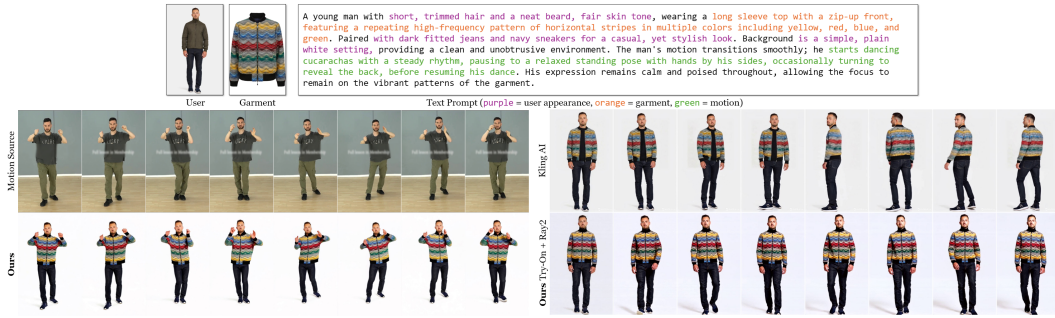 A young man with short, trimmed hair and a neat beard, fair skin tone, wearing a long sleeve top with a zip-up front,
featuring a repeating high-frequency pattern of horizontal stripes in multiple colors including yellow, red, blue, and
green. Paired with dark fitted jeans and navy sneakers for a casual, yet stylish look. Background is a simple, plain
white setting, providing a clean and unobtrusive environment. The man's motion transitions smoothly; he starts dancing
cucarachas with a steady rhythm, pausing to a relaxed standing pose with hands by his sides, occasionally turning to
reveal the back, before resuming his dance. His expression remains calm and poised throughout, allowing the focus to
remain on the vibrant patterns of the garment.
User
Garment
Text Prompt (purple = user appearance, orange = garment, green = motion)
Motion Source
Ours
Kling AI
Ours Try-On + Ray2